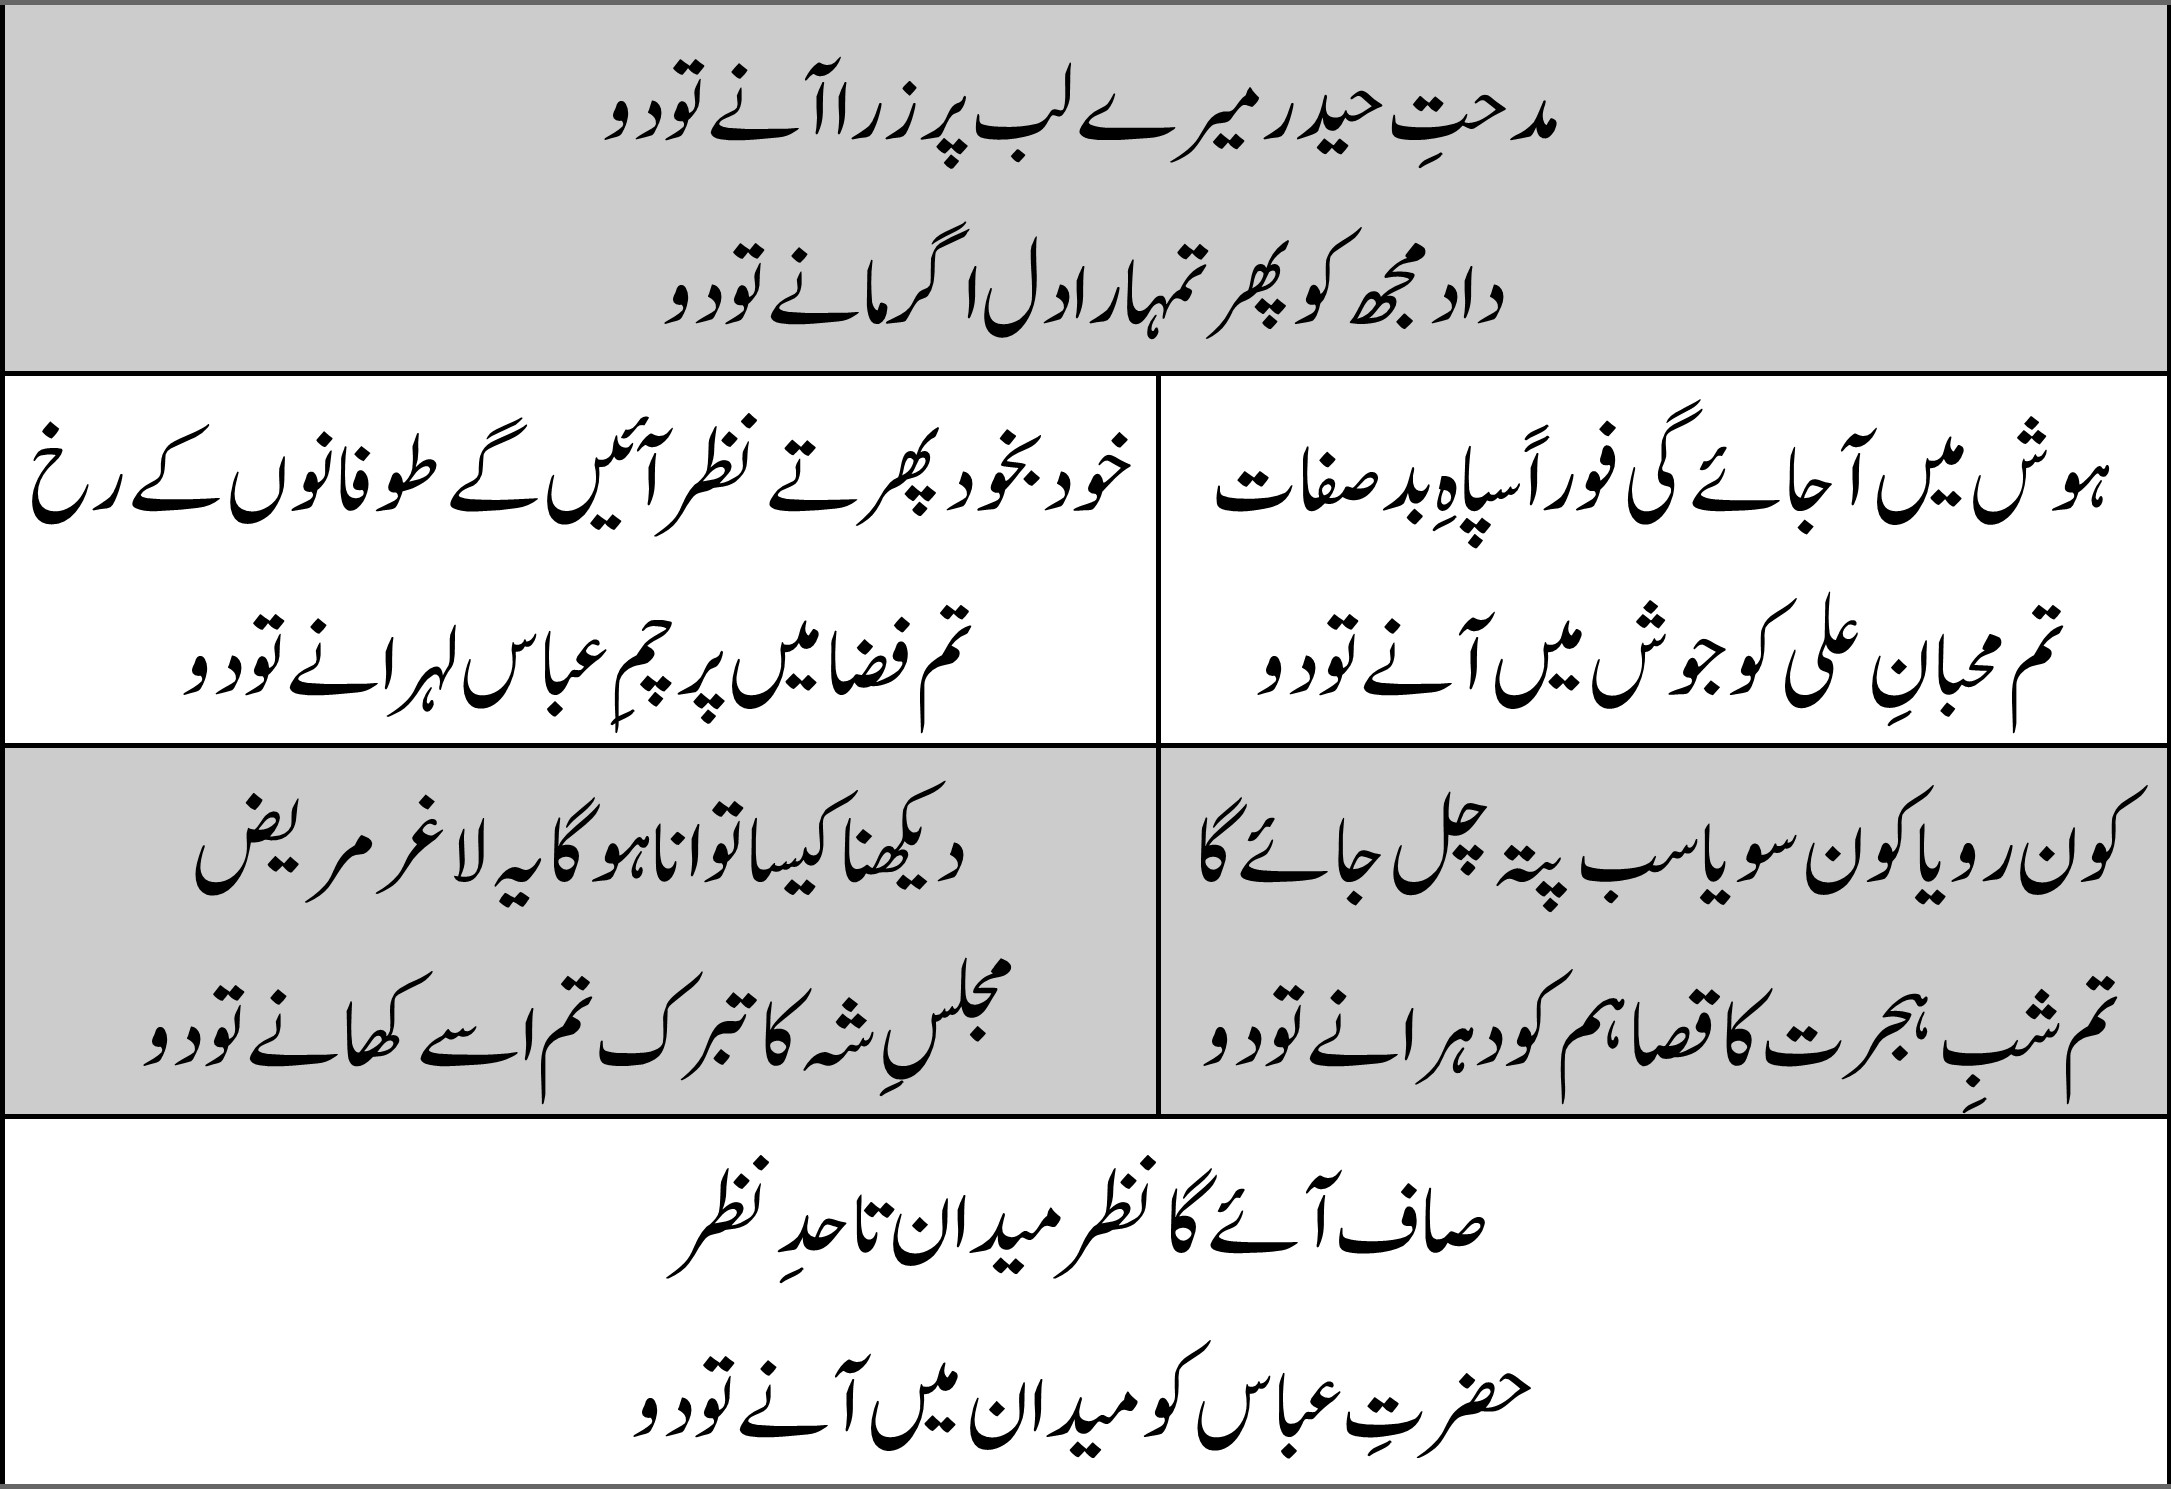 مدحتِ حیدر میرے لب پر زرا آنے تو دو
داد مجھ کو پھر تمہارا دل اگر مانے تو دو
ہوش میں آ جائے گی فوراً سپاہِ بد صفات
تم محبانِ علی کو جوش میں آنے تو دو
خود بخود پھرتے نظر آئیں گے طوفانوں کے رخ
تم فضا میں پرچمِ عباس لہرانے تو دو
کون رویا کون سویا سب پتہ چل جائے گا
تم شبِ ہجرت کا قصا ہم کو دہرانے تو دو
دیکھنا کیسا توانا ہو گا یہ لاغر مریض
مجلسِ شہ کا تبرک تم اسے کھانے تو دو
صاف آئے گا نظر میدان تا حدِ نظر
حضرتِ عباس کو میدان میں آنے تو دو